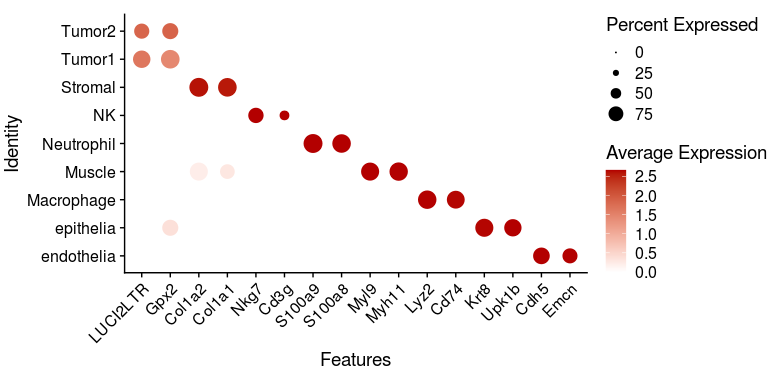 Tumor2
Tumor1
Stromal
NK
Neutrophil
Muscle
Macrophage
epithelia
endothelia
Identity
LUCI2LTR
Gpx2
Col1a2
Col1a1
Nkg7
Cd3g
S100a9
S100a8
Myl9
Myh11
Lyz2
Cd74
Krt8
Upk1b
Cdh5
Emcn
Features
Percent Expressed
0
25
50
75
Average Expression
2.5
2.0
1.5
1.0
0.5
0.0